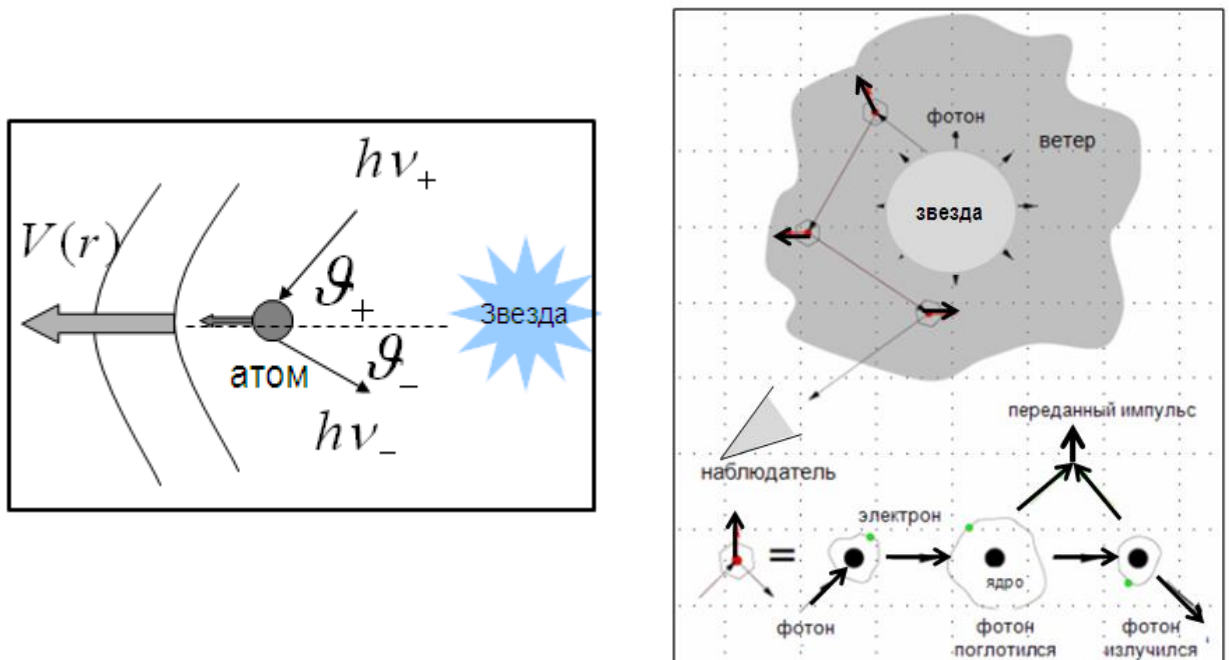 hν₊
V(r)
ϑ₊
Звезда
ϑ₋
атом
hν₋
фотон
ветер
звезда
переданный импульс
наблюдатель
электрон
=
ядро
фотон
фотон
поглотился
фотон
излучился